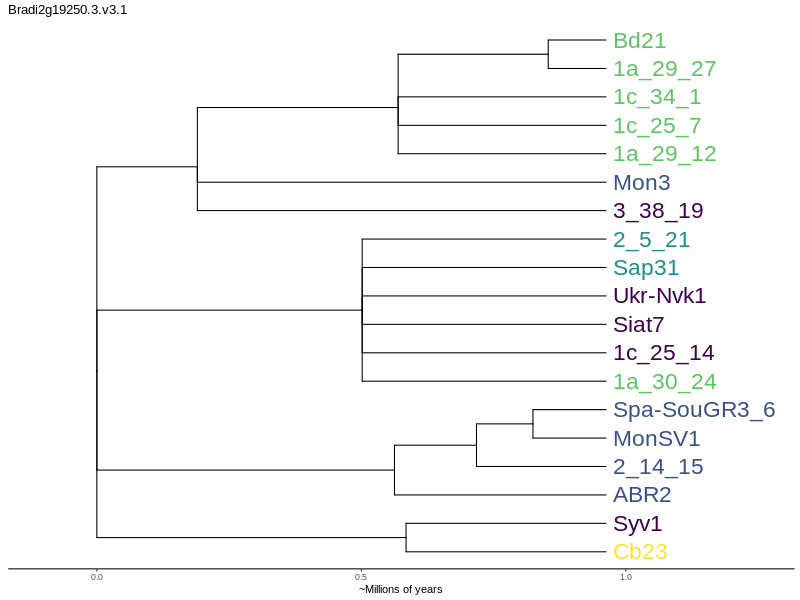 Bradi2g19250.3.v3.1
Bd21
1a_29_27
1c_34_1
1c_25_7
1a_29_12
Mon3
3_38_19
2_5_21
Sap31
Ukr-Nvk1
Siat7
1c_25_14
1a_30_24
Spa-SouGR3_6
MonSV1
2_14_15
ABR2
Syv1
Cb23
0.0 0.5 1.0
~Millions of years